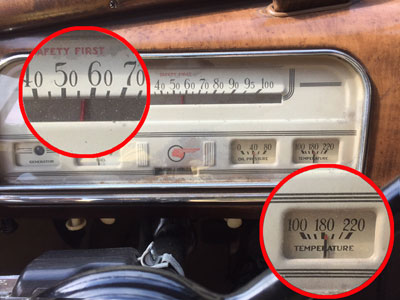 SAFETY FIRST
40 50 60 70
40 50 60 70 80 90 95 100
GENERATOR
0 40 80
OIL PRESSURE
100 180 220
TEMPERATURE
100 180 220
TEMPERATURE